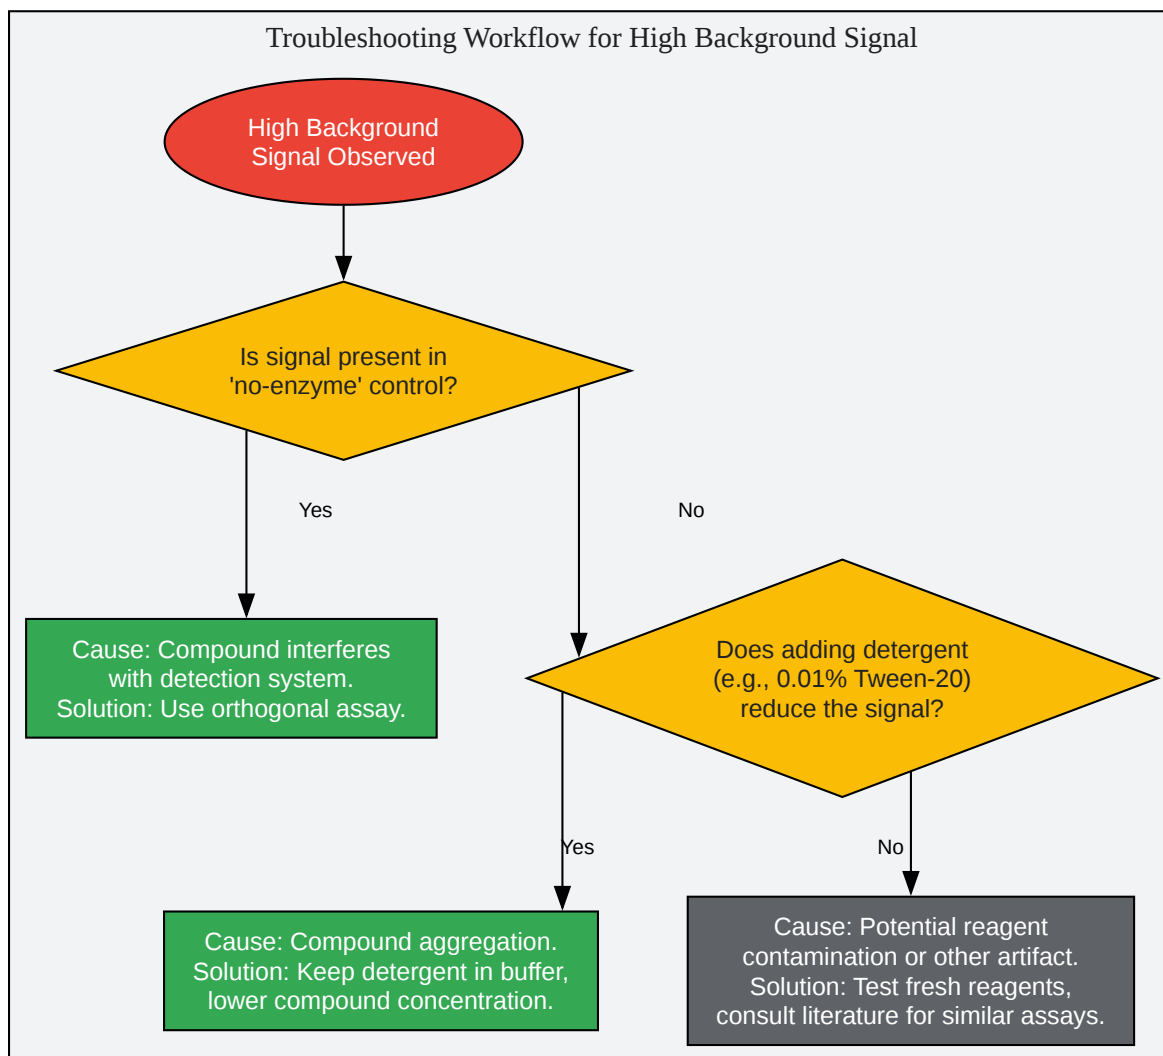 Troubleshooting Workflow for High Background Signal
High Background
Signal Observed
Is signal present in
'no-enzyme' control?
Yes
No
Cause: Compound interferes
with detection system.
Solution: Use orthogonal assay.
Does adding detergent
(e.g., 0.01% Tween-20)
reduce the signal?
Yes
No
Cause: Compound aggregation.
Solution: Keep detergent in buffer,
lower compound concentration.
Cause: Potential reagent
contamination or other artifact.
Solution: Test fresh reagents,
consult literature for similar assays.